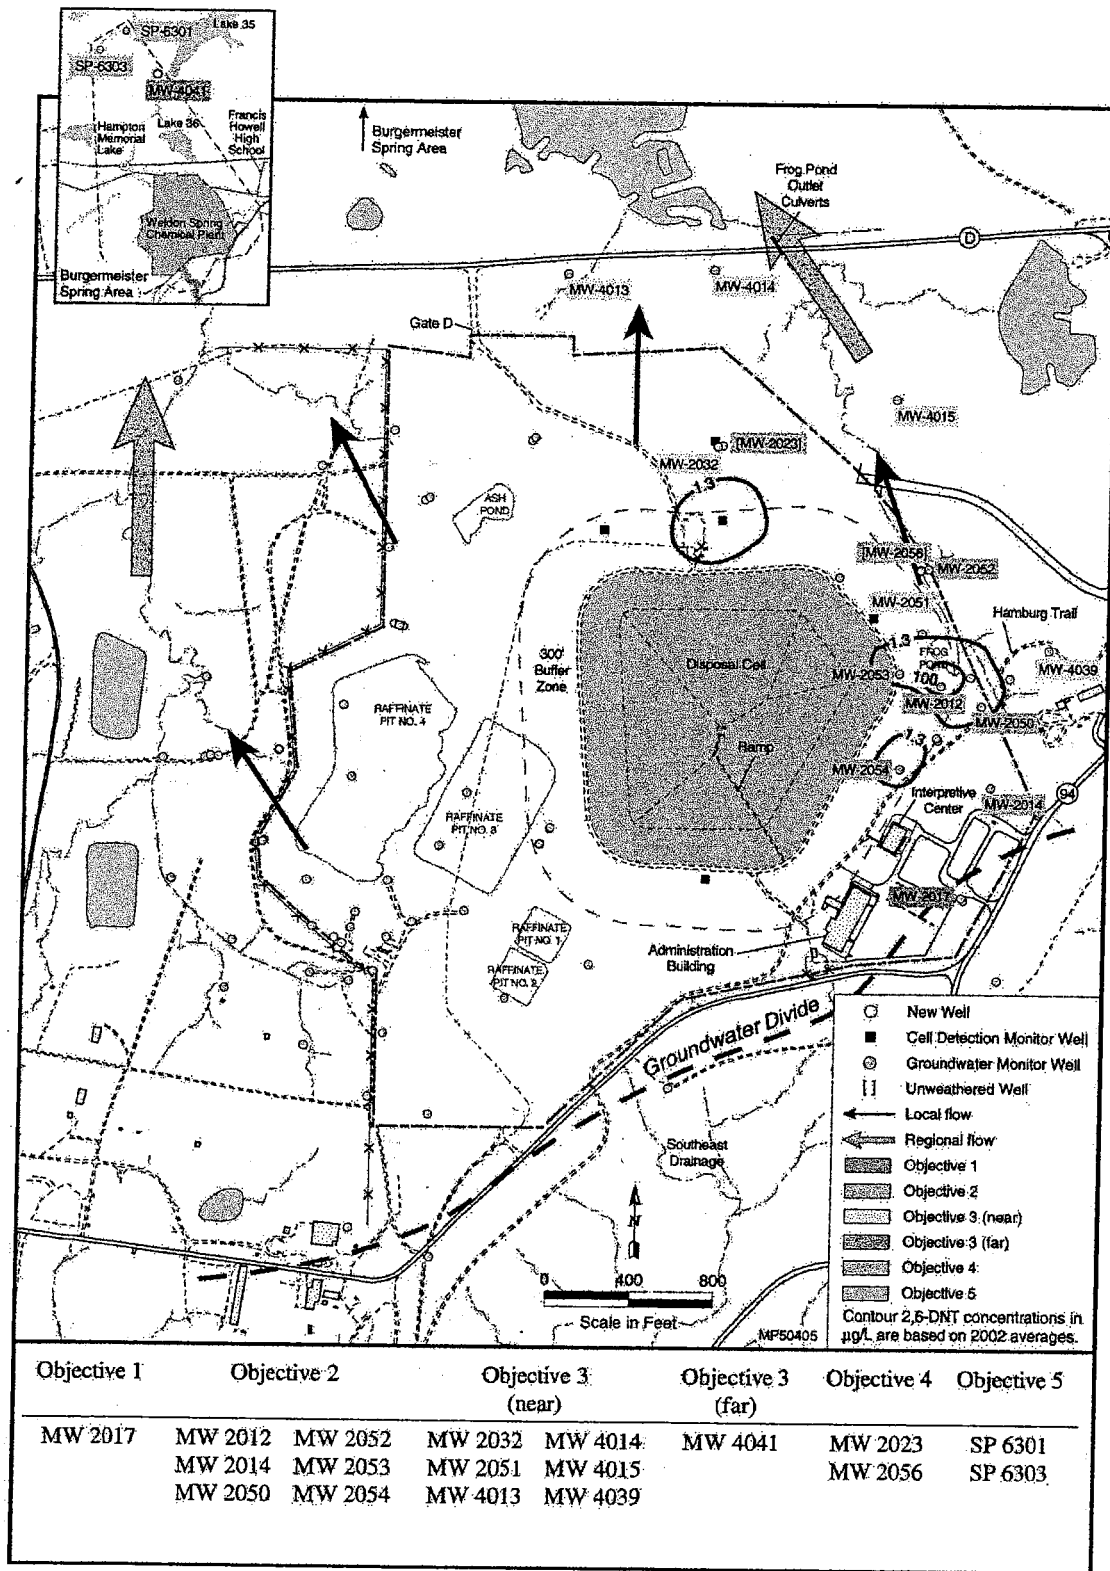 SP-6301
Lake 35
SP-6303
[MW-4041]
Lake 36
Hampton
Memorial
Lake
Francis
Howell
High
School
Weldon Spring
Chemical Plant
Burgermeister
Spring Area
Burgermeister
Spring Area
Frog Pond
Outlet
Culverts
D
MW-4013
MW-4014
Gate D
MW-4015
[MW-2023]
MW-2032
1.3
ASH
POND
[MW-2056]
MW-2052
MW-2051
Hamburg Trail
1.3
FROG
POND
100
MW-2053
MW-4039
MW-2012
MW-2050
300'
Buffer
Zone
Disposal Cell
Ramp
RAFFINATE
PIT NO. 4
1.3
MW-2054
Interpretive
Center
MW-2014
94
RAFFINATE
PIT NO. 3
MW-2017
RAFFINATE
PIT NO. 1
RAFFINATE
PIT NO. 2
Administration
Building
Groundwater Divide
Southeast
Drainage
N
0 400 800
Scale in Feet
New Well
Cell Detection Monitor Well
Groundwater Monitor Well
[ ] Unweathered Well
Local flow
Regional flow
Objective 1
Objective 2
Objective 3 (near)
Objective 3 (far)
Objective 4
Objective 5
Contour 2,6-DNT concentrations in
µg/L are based on 2002 averages.
MP50405
Objective 1 Objective 2 Objective 3 (near) Objective 3 (far) Objective 4 Objective 5
MW 2017 MW 2012 MW 2052 MW 2032 MW 4014 MW 4041 MW 2023 SP 6301
MW 2014 MW 2053 MW 2051 MW 4015 MW 2056 SP 6303
MW 2050 MW 2054 MW 4013 MW 4039